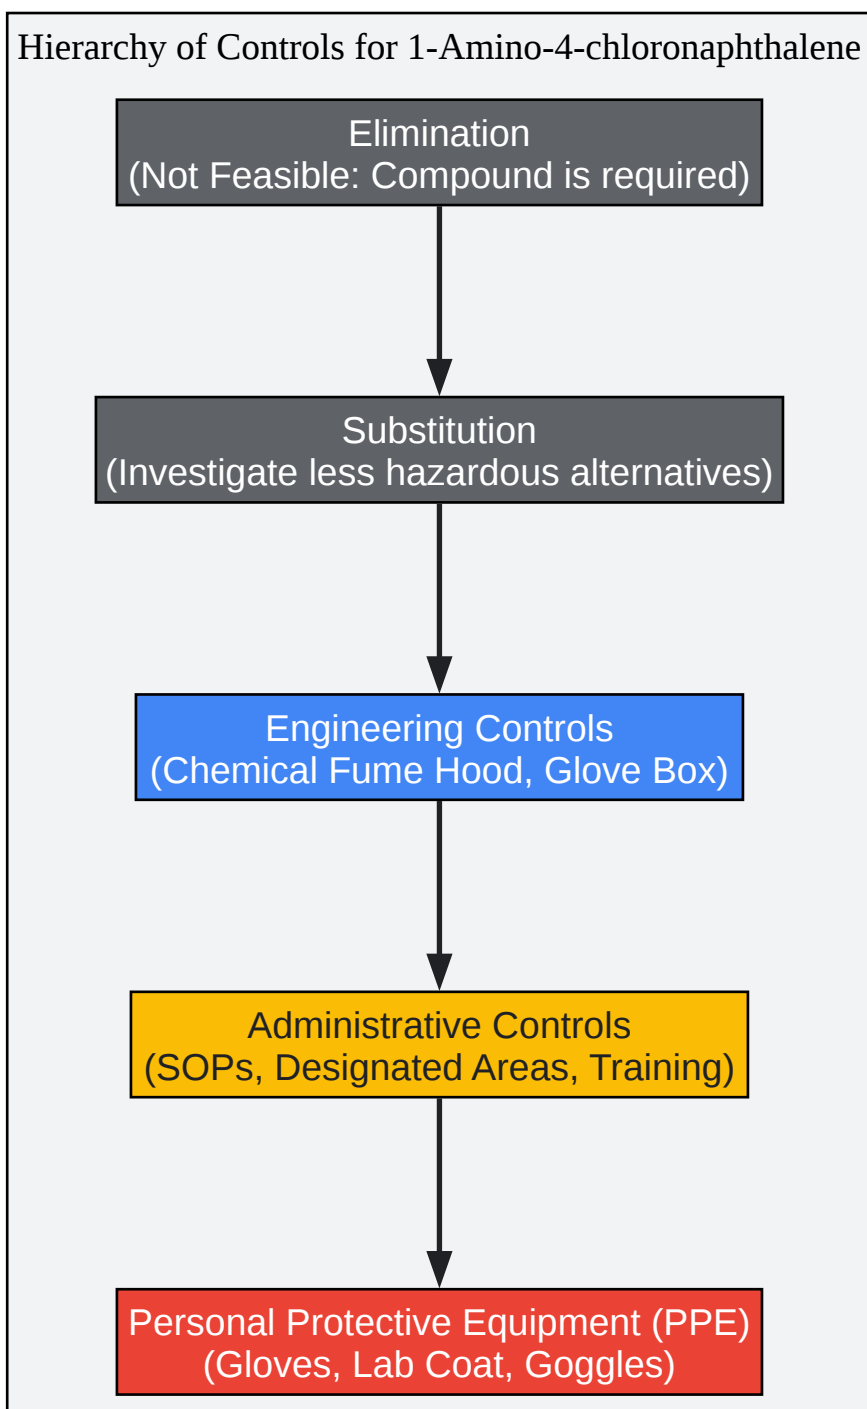 Hierarchy of Controls for 1-Amino-4-chloronaphthalene
Elimination
(Not Feasible: Compound is required)
Substitution
(Investigate less hazardous alternatives)
Engineering Controls
(Chemical Fume Hood, Glove Box)
Administrative Controls
(SOPs, Designated Areas, Training)
Personal Protective Equipment (PPE)
(Gloves, Lab Coat, Goggles)